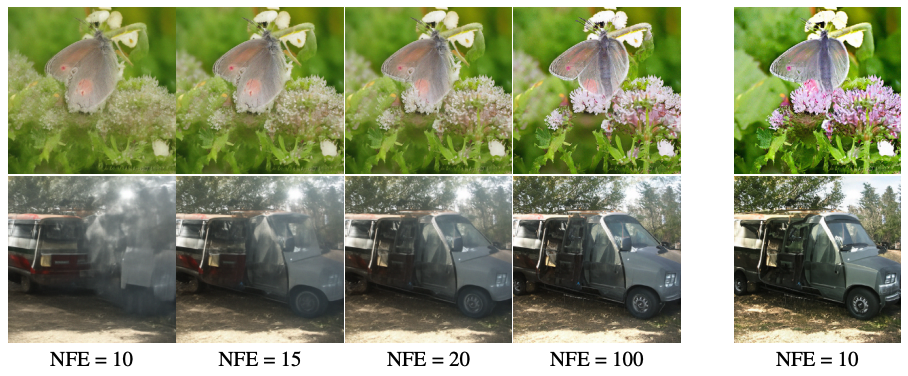 NFE = 10
NFE = 15
NFE = 20
NFE = 100
NFE = 10